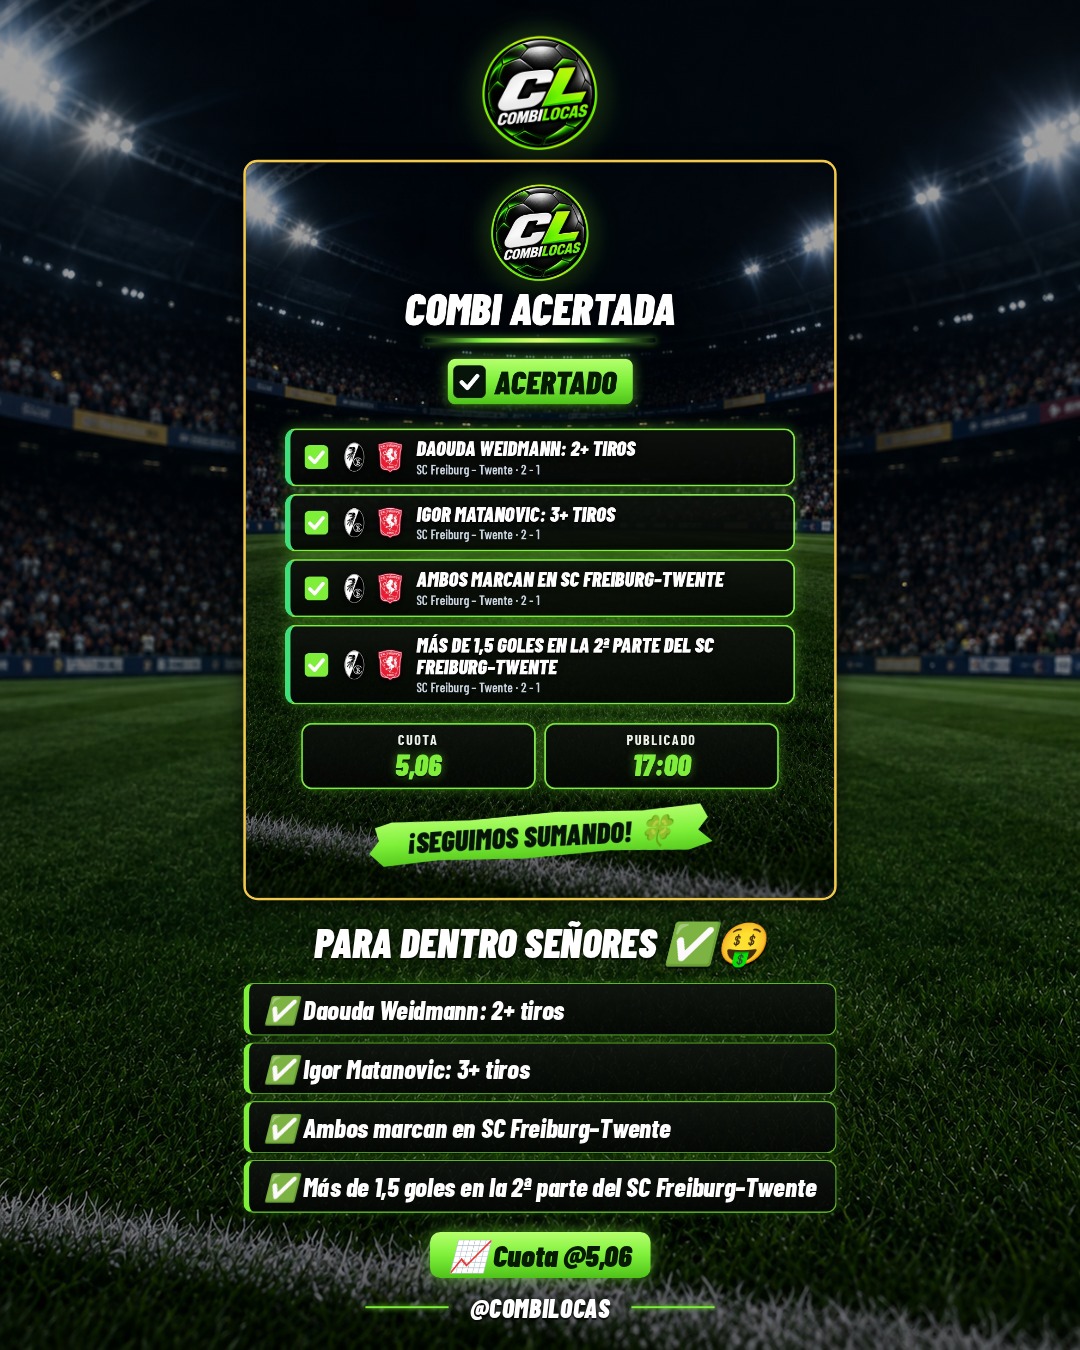 CL
COMBILOCAS
CL
COMBILOCAS
COMBI ACERTADA
✅ ACERTADO
✅ DAOUDA WEIDMANN: 2+ TIROS
SC Freiburg - Twente · 2 - 1
✅ IGOR MATANOVIC: 3+ TIROS
SC Freiburg - Twente · 2 - 1
✅ AMBOS MARCAN EN SC FREIBURG-TWENTE
SC Freiburg - Twente · 2 - 1
✅ MÁS DE 1,5 GOLES EN LA 2ª PARTE DEL SC
FREIBURG-TWENTE
SC Freiburg - Twente · 2 - 1
CUOTA
5,06
PUBLICADO
17:00
¡SEGUIMOS SUMANDO! 🍀
PARA DENTRO SEÑORES ✅🤑
✅ Daouda Weidmann: 2+ tiros
✅ Igor Matanovic: 3+ tiros
✅ Ambos marcan en SC Freiburg-Twente
✅ Más de 1,5 goles en la 2ª parte del SC Freiburg-Twente
📈 Cuota @5,06
@COMBILOCAS